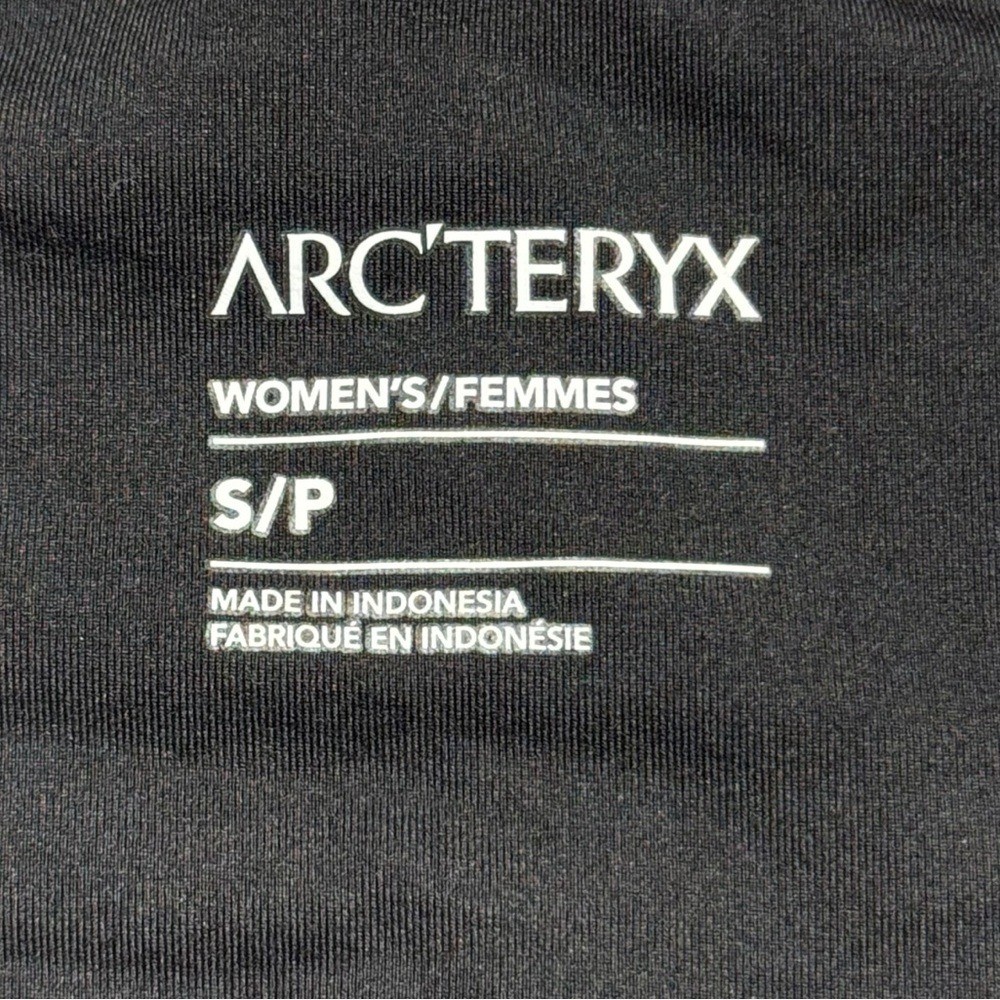 ARC'TERYX
WOMEN'S/FEMMES
S/P
MADE IN INDONESIA
FABRIQUÉ EN INDONÉSIE